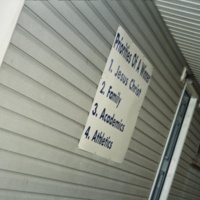 Priorities Of A Winner
1. Jesus Christ
2. Family
3. Academics
4. Athletics